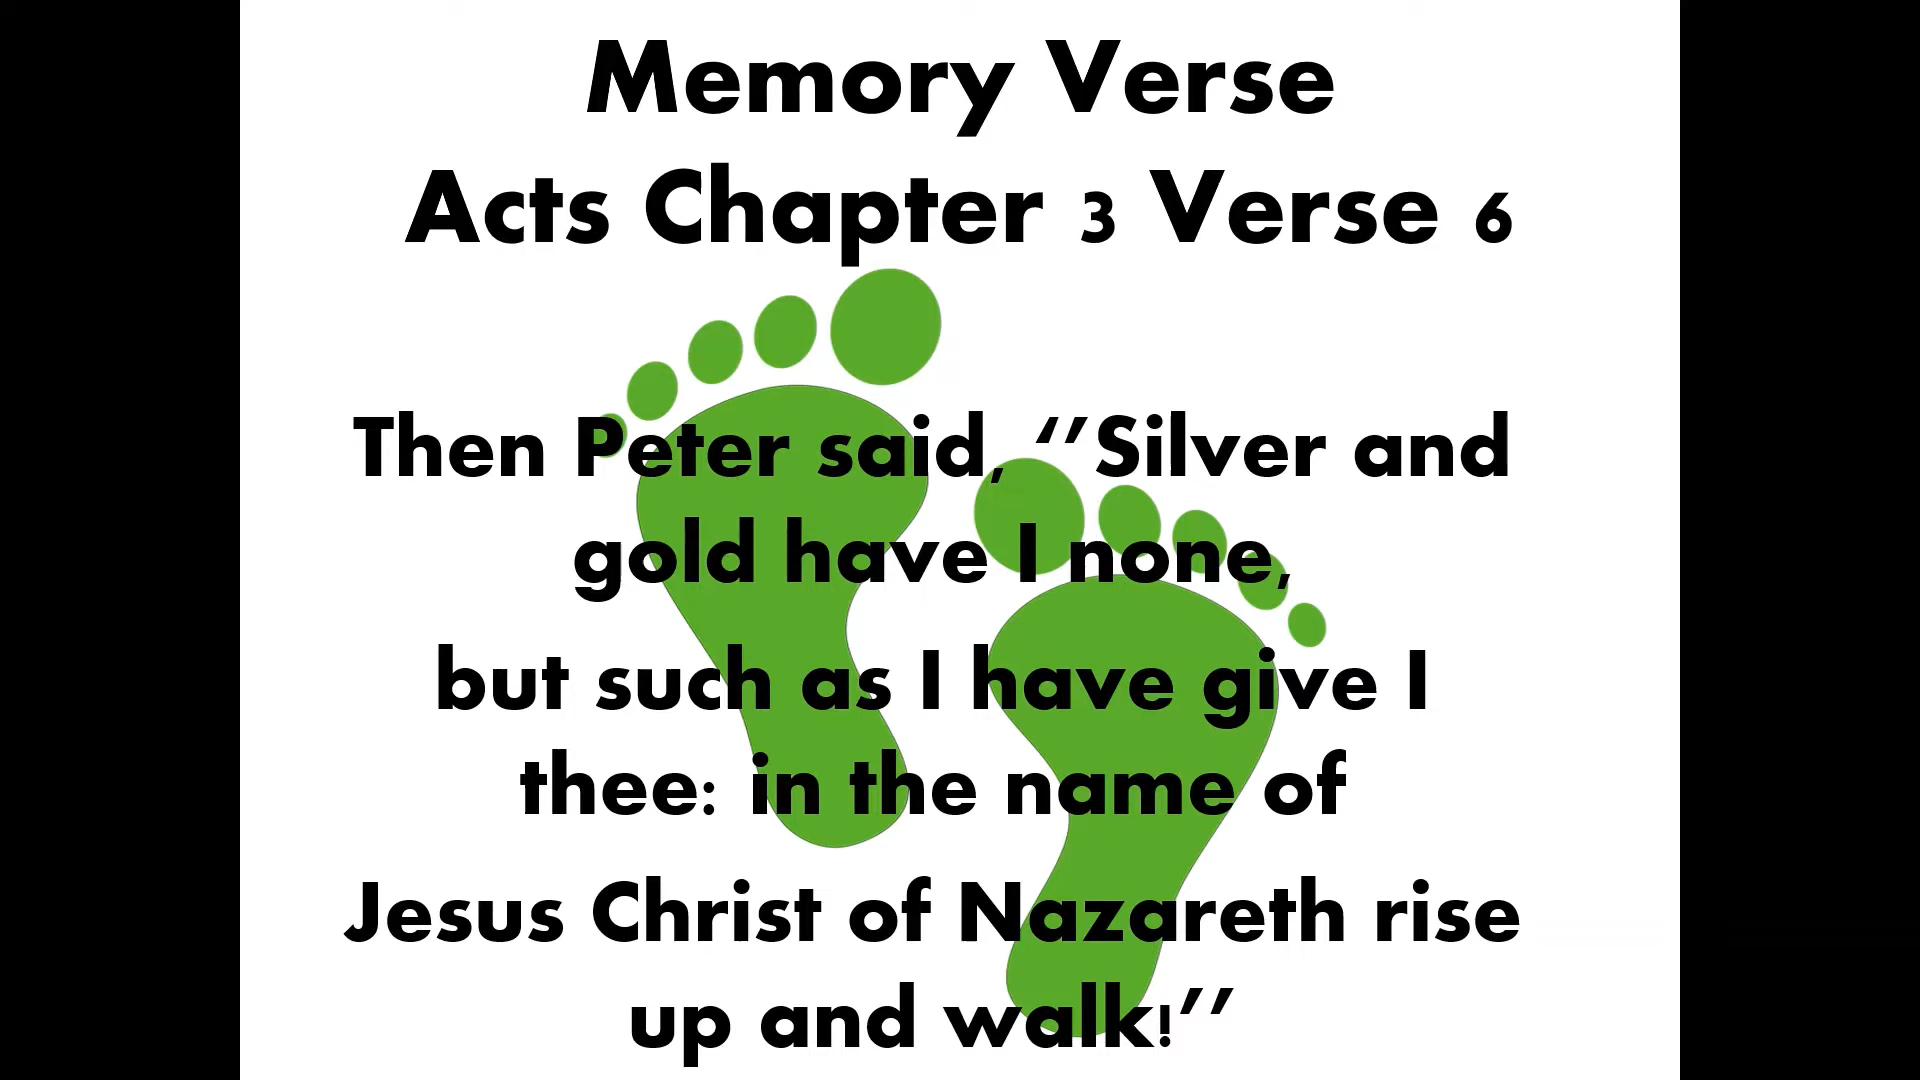 Memory Verse
Acts Chapter 3 Verse 6
Then Peter said, ‘’Silver and
gold have I none,
but such as I have give I
thee: in the name of
Jesus Christ of Nazareth rise
up and walk!’’